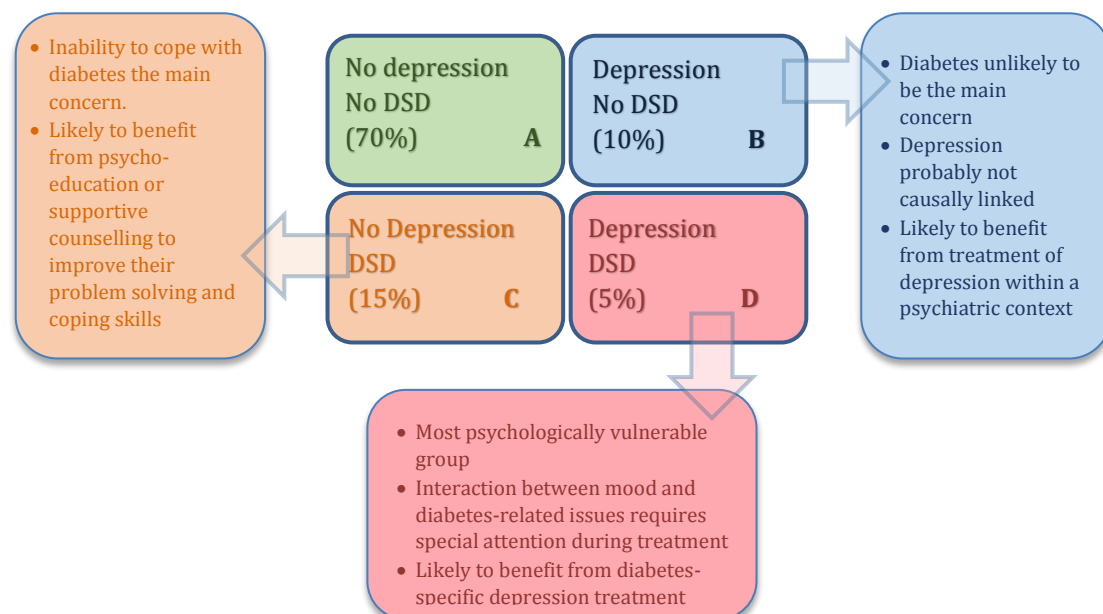 • Inability to cope with
diabetes the main
concern.
• Likely to benefit
from psycho-
education or
supportive
counselling to
improve their
problem solving and
coping skills
No depression
No DSD
(70%) A
Depression
No DSD
(10%) B
No Depression
DSD
(15%) C
Depression
DSD
(5%) D
• Diabetes unlikely to
be the main
concern
• Depression
probably not
causally linked
• Likely to benefit
from treatment of
depression within a
psychiatric context
• Most psychologically vulnerable
group
• Interaction between mood and
diabetes-related issues requires
special attention during treatment
• Likely to benefit from diabetes-
specific depression treatment